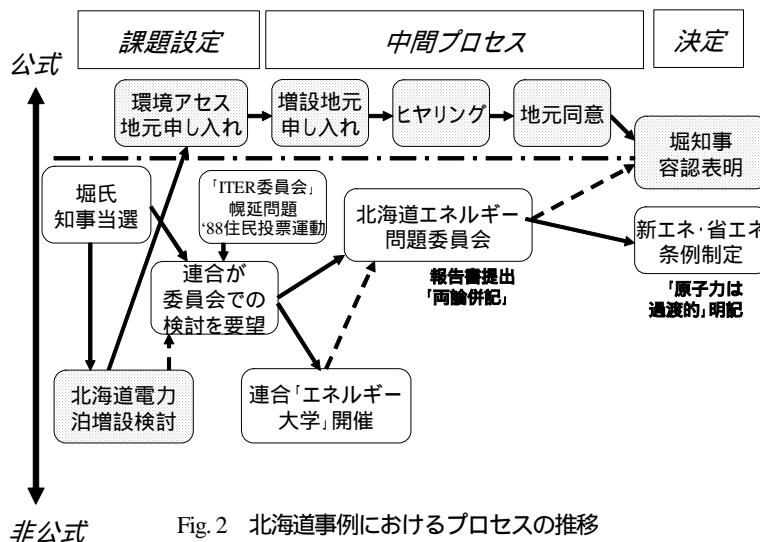 課題設定
中間プロセス
決定
公式
環境アセス
地元申し入れ
増設地元
申し入れ
ヒヤリング
地元同意
堀知事
容認表明
堀氏
知事当選
「ITER委員会」
幌延問題
‘88住民投票運動
北海道エネルギー
問題委員会
新エネ・省エネ
条例制定
連合が
委員会での
検討を要望
報告書提出
「両論併記」
「原子力は
過渡的」明記
北海道電力
泊増設検討
連合「エネルギー
大学」開催
非公式
Fig. 2 北海道事例におけるプロセスの推移